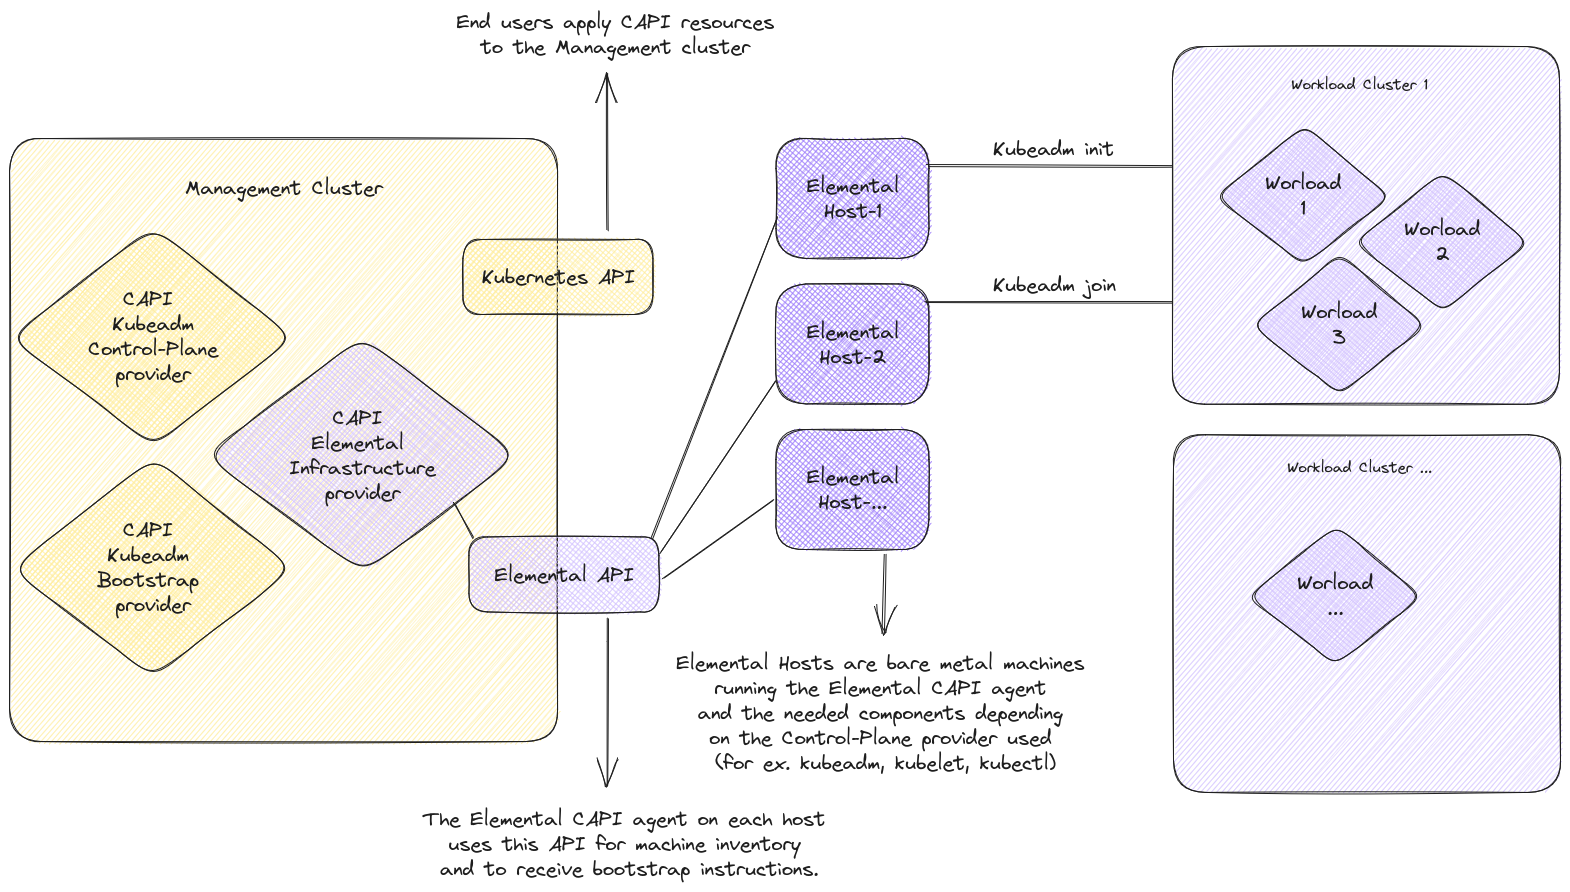 End users apply CAPI resources
to the Management cluster
Management Cluster
Kubernetes API
CAPI
Kubeadm
Control-Plane
provider
CAPI
Elemental
Infrastructure
provider
CAPI
Kubeadm
Bootstrap
provider
Elemental API
The Elemental CAPI agent on each host
uses this API for machine inventory
and to receive bootstrap instructions.
Elemental
Host-1
Elemental
Host-2
Elemental
Host-...
Elemental Hosts are bare metal machines
running the Elemental CAPI agent
and the needed components depending
on the Control-Plane provider used
(for ex. kubeadm, kubelet, kubectl)
Kubeadm init
Kubeadm join
Workload Cluster 1
Worload
1
Worload
2
Worload
3
Workload Cluster ...
Worload
...